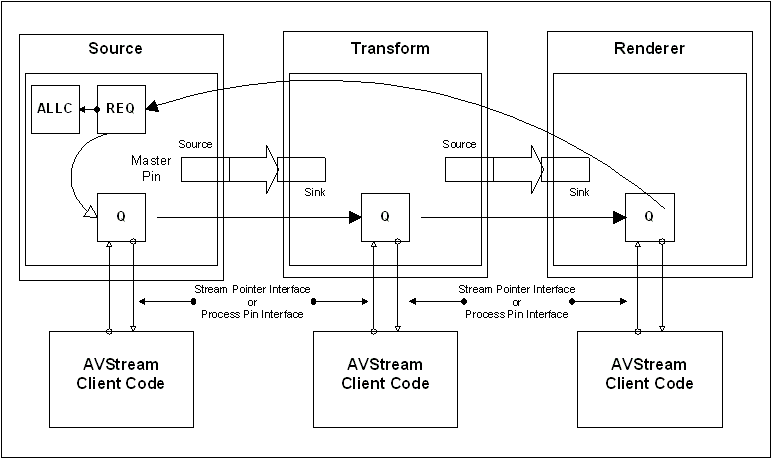 Source
Transform
Renderer
ALLC
REQ
Source
Source
Master
Pin
Sink
Sink
Q
Q
Q
Stream Pointer Interface
or
Process Pin Interface
Stream Pointer Interface
or
Process Pin Interface
AVStream
Client Code
AVStream
Client Code
AVStream
Client Code